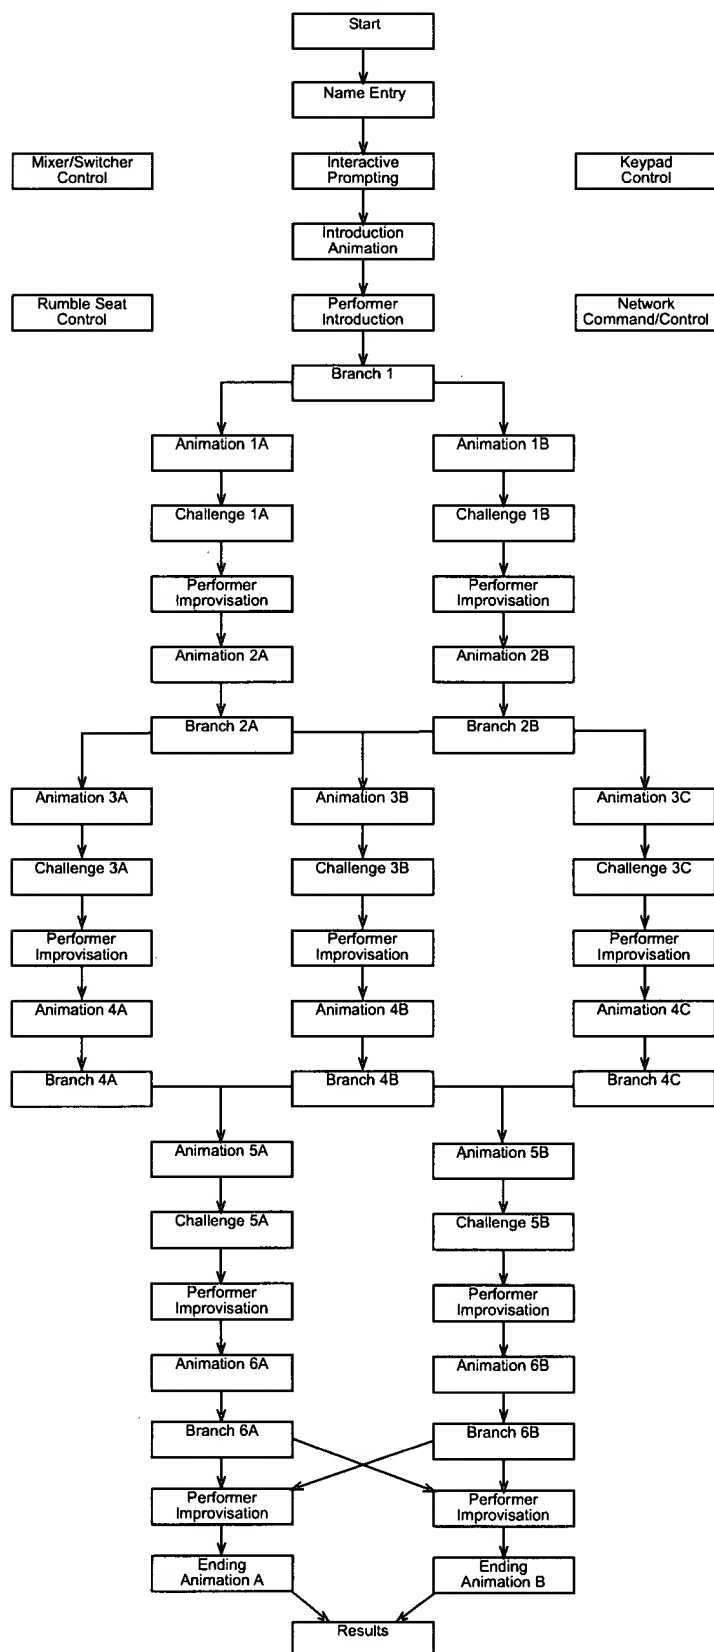 Start
Name Entry
Mixer/Switcher
Control
Interactive
Prompting
Keypad
Control
Introduction
Animation
Rumble Seat
Control
Performer
Introduction
Network
Command/Control
Branch 1
Animation 1A
Animation 1B
Challenge 1A
Challenge 1B
Performer
Improvisation
Performer
Improvisation
Animation 2A
Animation 2B
Branch 2A
Branch 2B
Animation 3A
Animation 3B
Animation 3C
Challenge 3A
Challenge 3B
Challenge 3C
Performer
Improvisation
Performer
Improvisation
Performer
Improvisation
Animation 4A
Animation 4B
Animation 4C
Branch 4A
Branch 4B
Branch 4C
Animation 5A
Animation 5B
Challenge 5A
Challenge 5B
Performer
Improvisation
Performer
Improvisation
Animation 6A
Animation 6B
Branch 6A
Branch 6B
Performer
Improvisation
Performer
Improvisation
Ending
Animation A
Ending
Animation B
Results